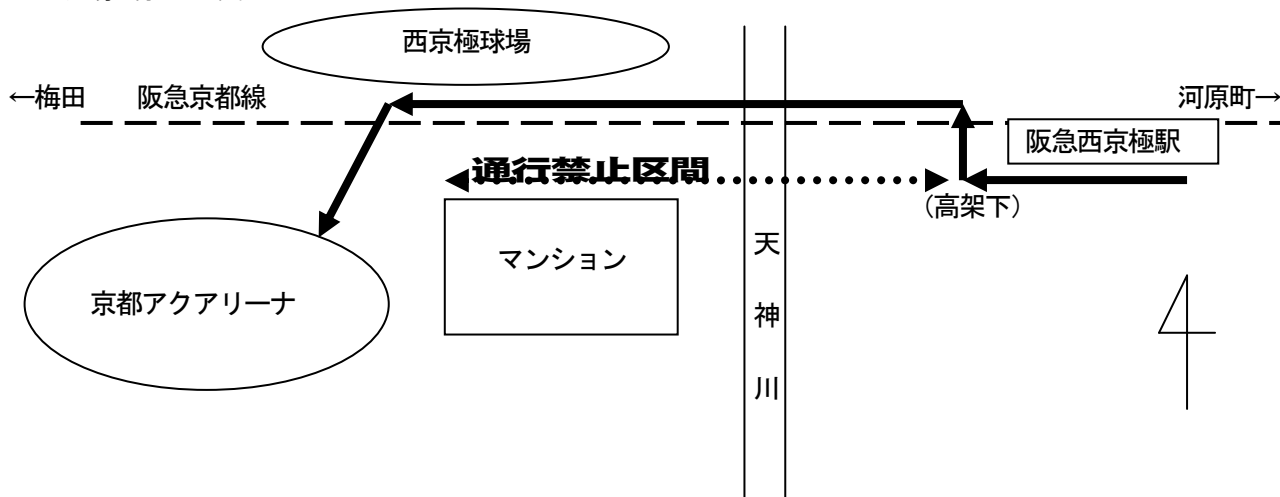 西京極球場
←梅田
阪急京都線
河原町→
阪急西京極駅
通行禁止区間
(高架下)
天神川
マンション
京都アクアリーナ